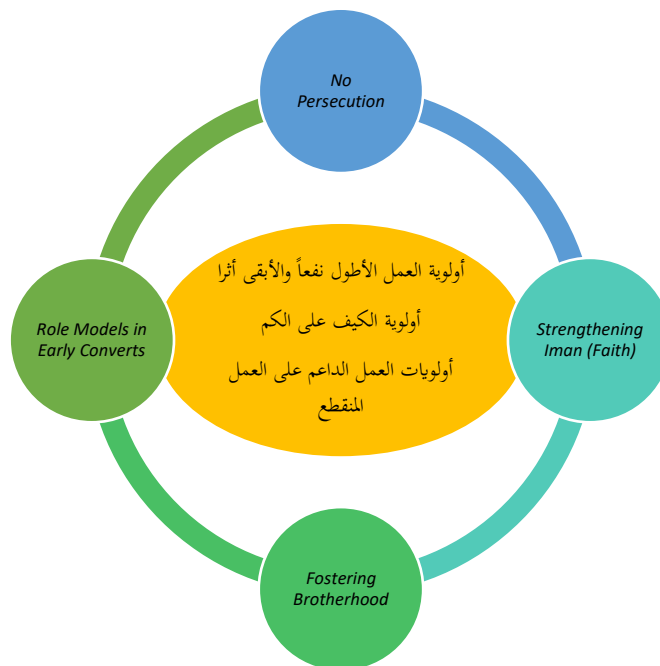 No
Persecution
أولوية العمل الأطول نفعاً والأبقى أثرا
أولوية الكيف على الكم
أولويات العمل الداعم على العمل
المنقطع
Role Models in
Early Converts
Strengthening
Iman (Faith)
Fostering
Brotherhood